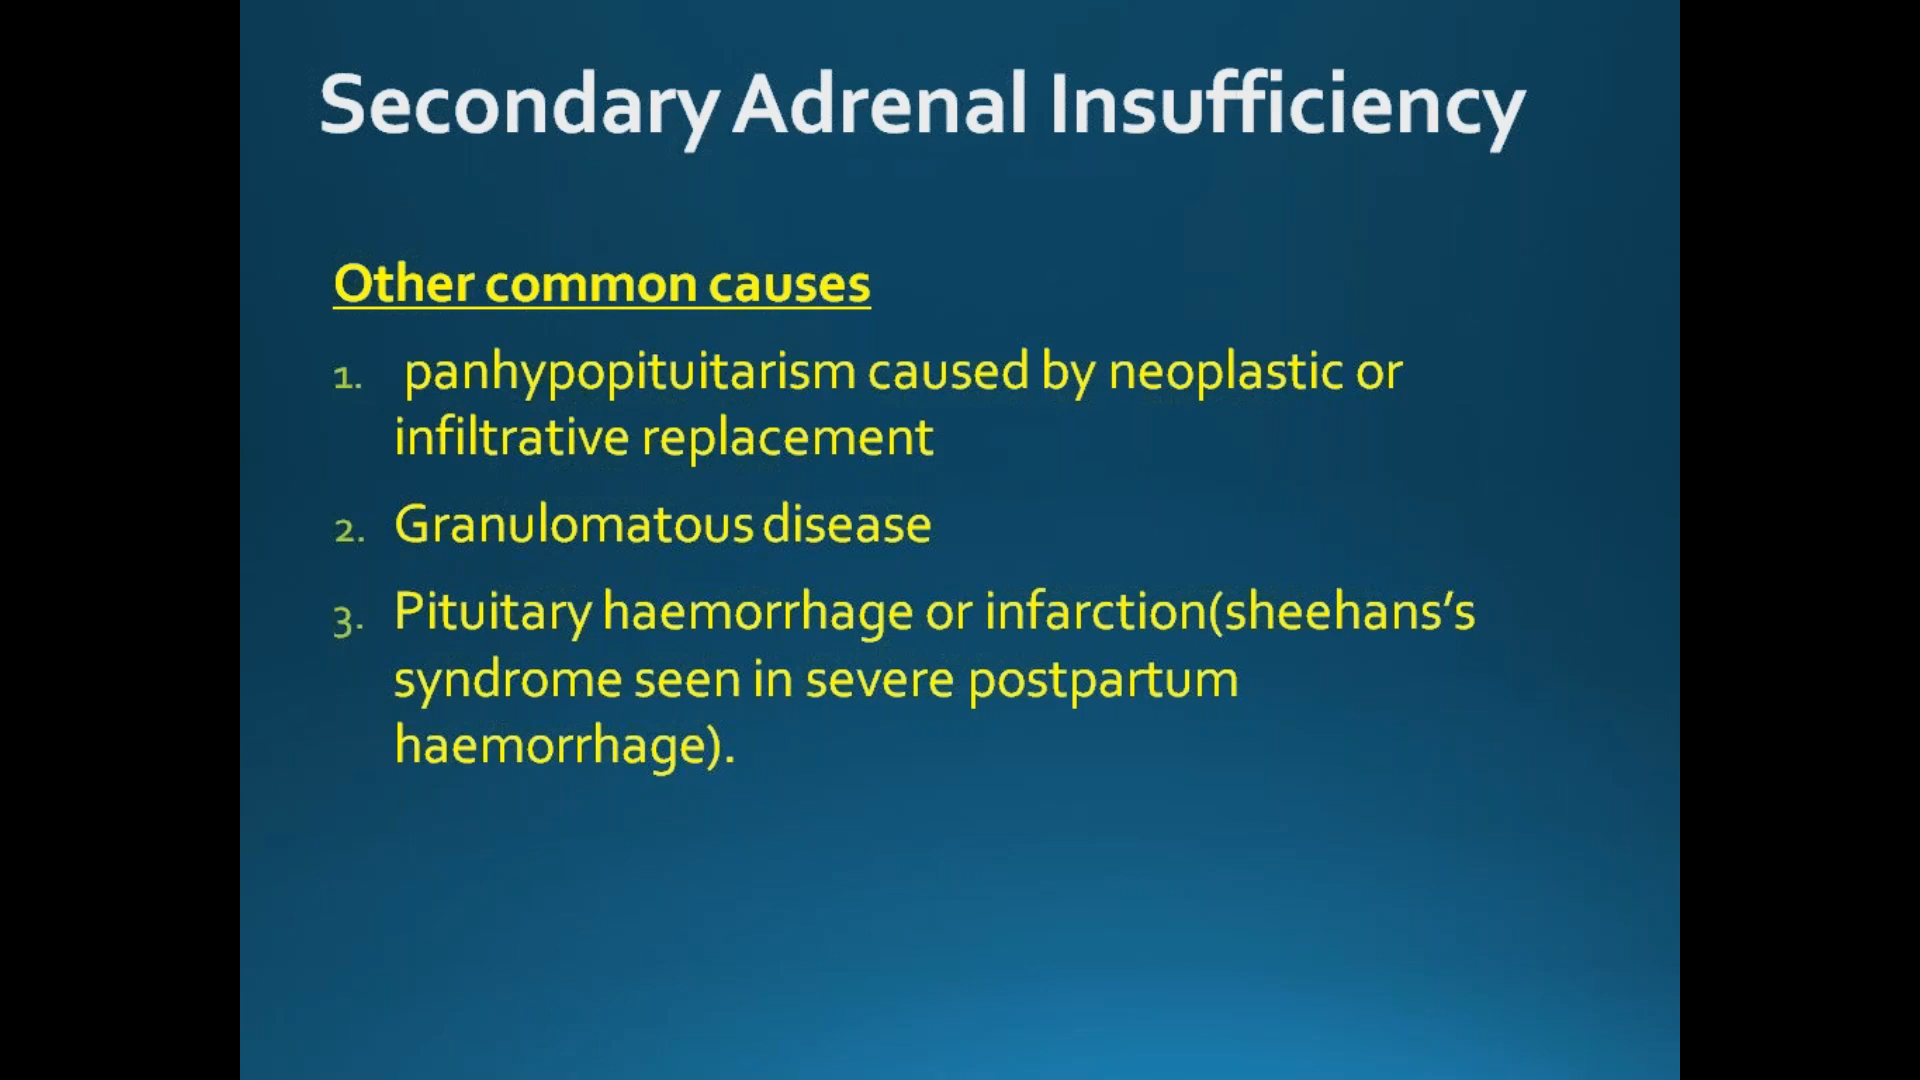 Secondary Adrenal Insufficiency
Other common causes
1. panhypopituitarism caused by neoplastic or
infiltrative replacement
2. Granulomatous disease
3. Pituitary haemorrhage or infarction(sheehans’s
syndrome seen in severe postpartum
haemorrhage).